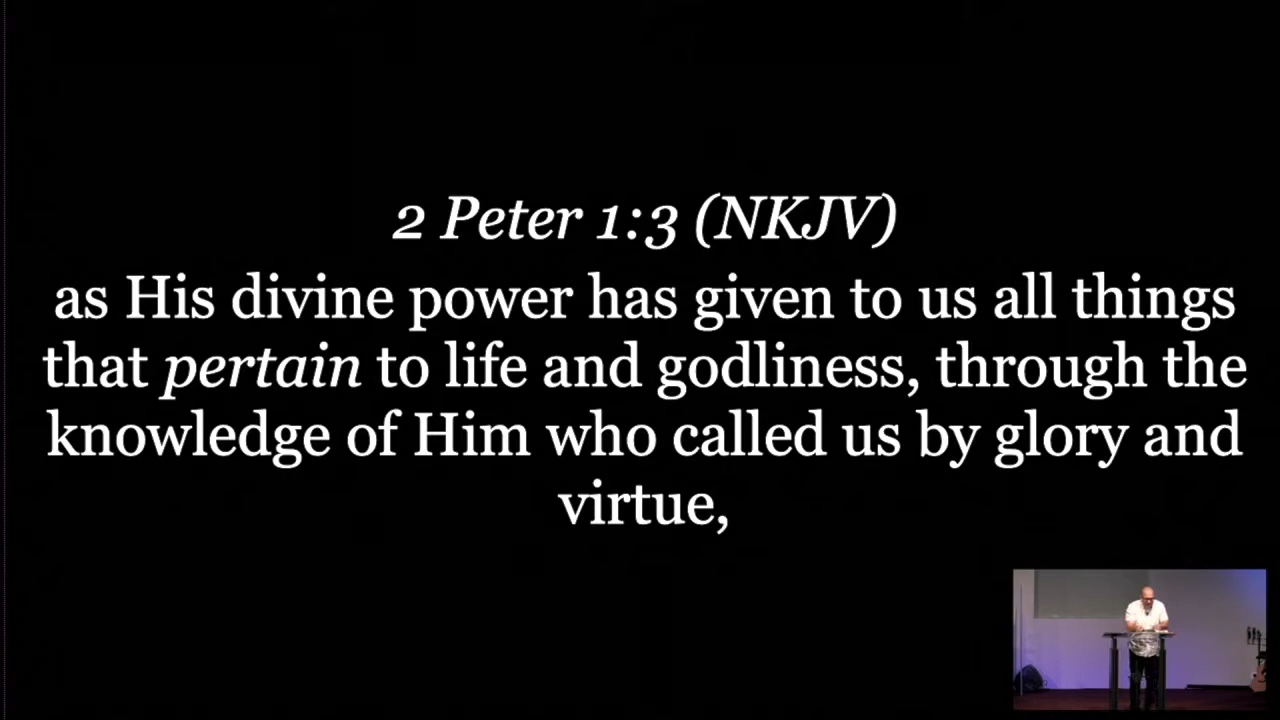 2 Peter 1:3 (NKJV)
as His divine power has given to us all things
that pertain to life and godliness, through the
knowledge of Him who called us by glory and
virtue,